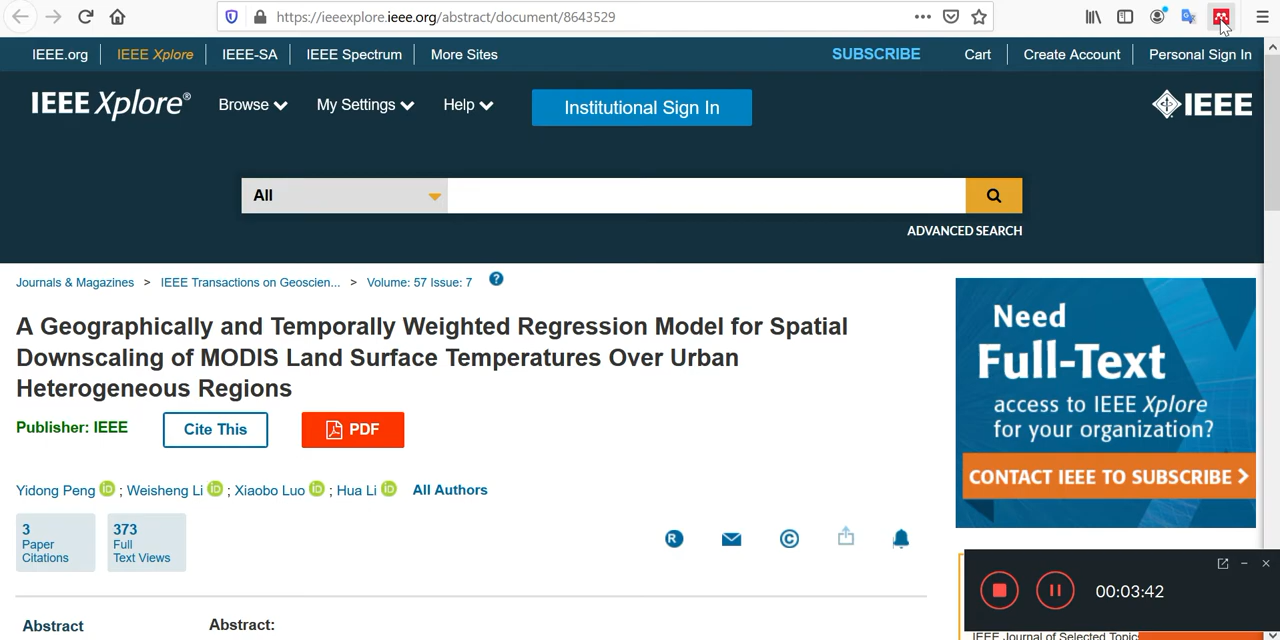 https://ieeexplore.ieee.org/abstract/document/8643529
IEEE.org IEEE Xplore IEEE-SA IEEE Spectrum More Sites SUBSCRIBE Cart Create Account Personal Sign In
IEEE Xplore® Browse My Settings Help Institutional Sign In IEEE
All
ADVANCED SEARCH
Journals & Magazines > IEEE Transactions on Geoscien... > Volume: 57 Issue: 7 ?
A Geographically and Temporally Weighted Regression Model for Spatial
Downscaling of MODIS Land Surface Temperatures Over Urban
Heterogeneous Regions
Publisher: IEEE Cite This PDF
Yidong Peng iD ; Weisheng Li iD ; Xiaobo Luo iD ; Hua Li iD All Authors
3
Paper
Citations
373
Full
Text Views
R ©
Abstract
Abstract:
Need
Full-Text
access to IEEE Xplore
for your organization?
CONTACT IEEE TO SUBSCRIBE >
00:03:42
IEEE Journal of Selected Topics